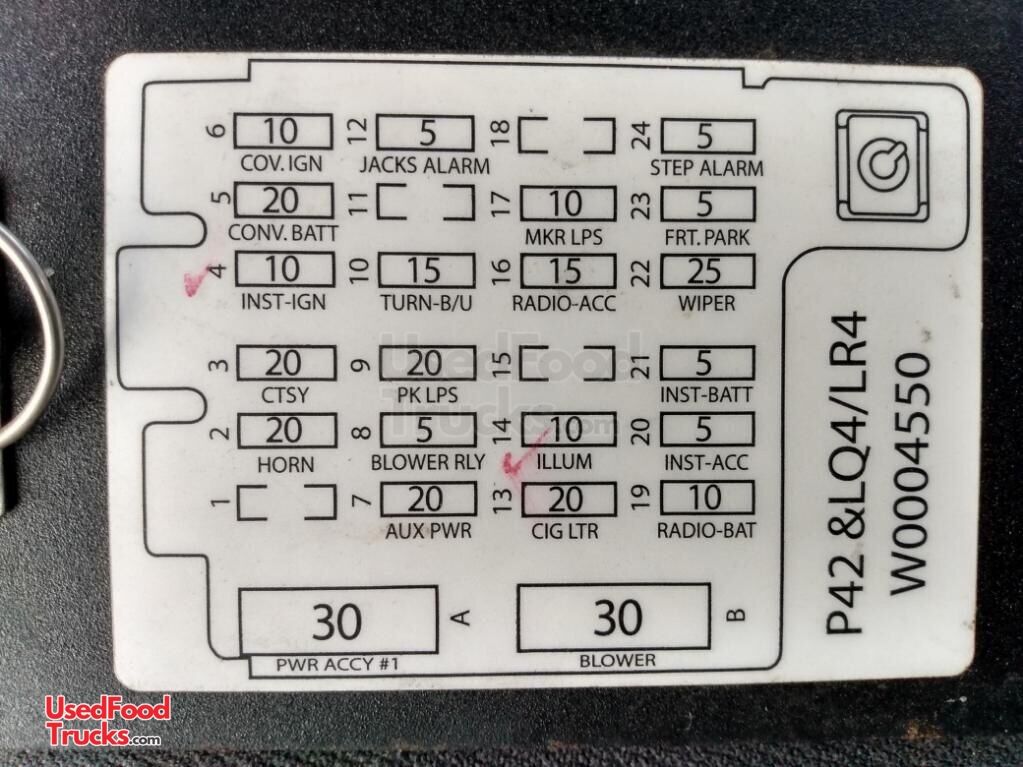 6 10 12 5 18 24 5
COV. IGN JACKS ALARM STEP ALARM
5 20 11 17 10 23 5
CONV. BATT MKR LPS FRT. PARK
4 10 10 15 16 15 22 25
INST-IGN TURN-B/U RADIO-ACC WIPER
3 20 9 20 15 21 5
CTSY PK LPS INST-BATT
2 20 8 5 14 10 20 5
HORN BLOWER RLY ILLUM INST-ACC
1 7 20 13 20 19 10
AUX PWR CIG LTR RADIO-BAT
30 A 30 B
PWR ACCY #1 BLOWER
P42 &LQ4/LR4
W0004550
UsedFood
Trucks.com
UsedFood
Trucks.com